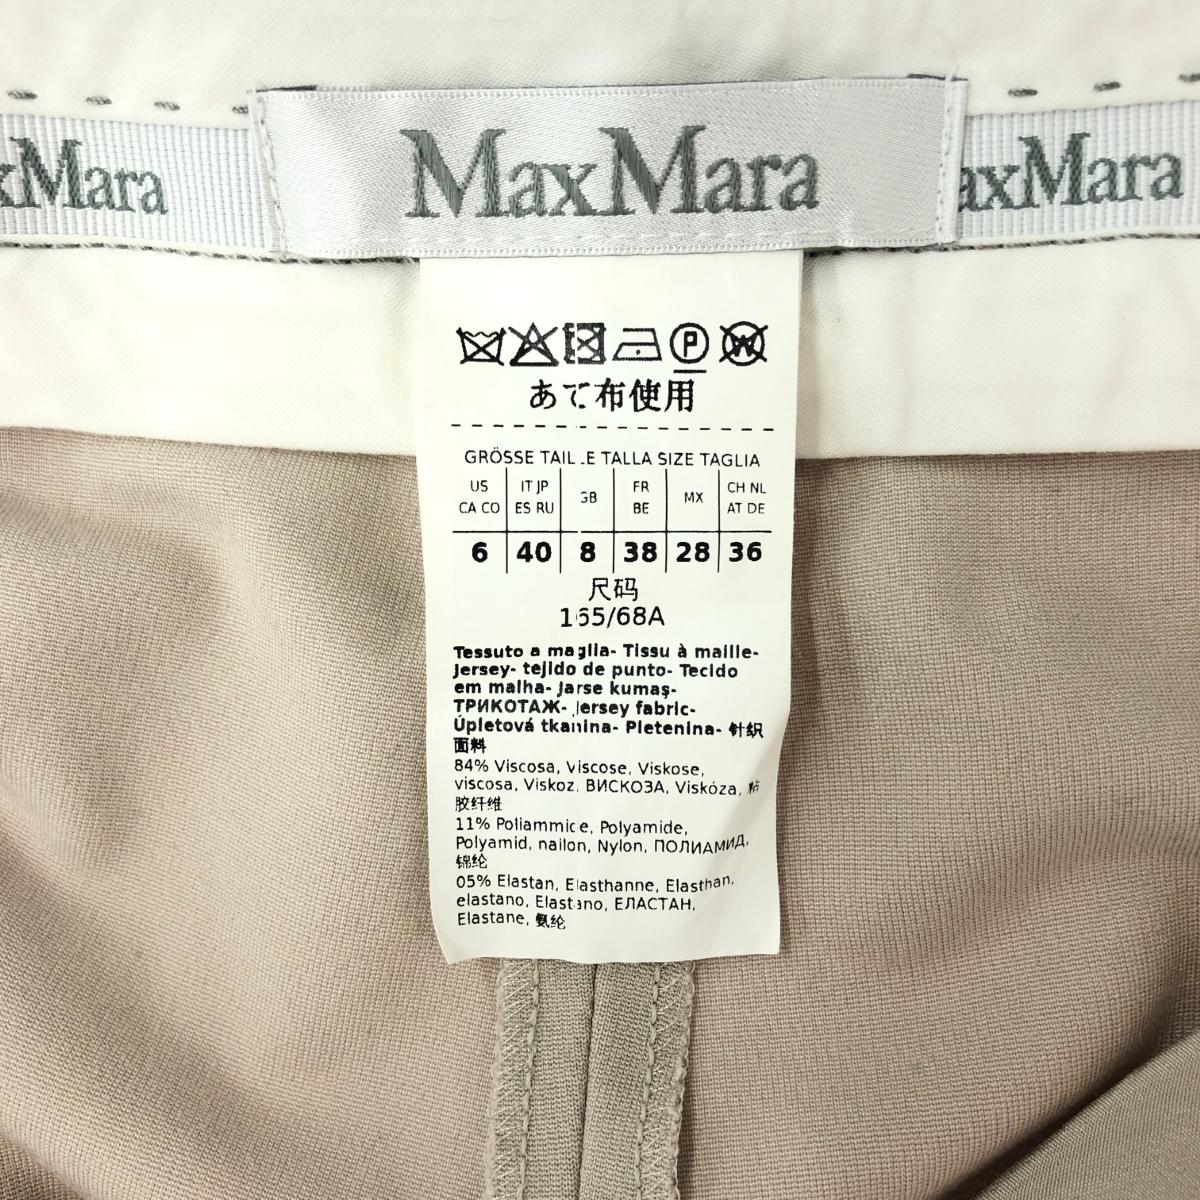 MaxMara
xMara
axMara
P W
あて布使用
GRÖSSE TAIL.E TALLA SIZE TAGLIA
US CA CO | IT JP ES RU | GB | FR BE | MX | CH NL AT DE
6 | 40 | 8 | 38 | 28 | 36
尺码
165/68A
Tessuto a maglia- Tissu à maille-
Jersey- tejido de punto- Tecido
em malha- Jarse kumaş-
ТРИКОТАЖ- Jersey fabric-
Úpletová tkanina- Pletenina- 针织
面料
84% Viscosa, Viscose, Viskose,
viscosa, Viskoz, ВИСКОЗА, Viskóza, 粘
胶纤维
11% Poliammice, Polyamide,
Polyamid, nailon, Nylon, ПОЛИАМИД,
锦纶
05% Elastan, Elasthanne, Elasthan,
elastano, Elastano, ЕЛАСТАН,
Elastane, 氨纶